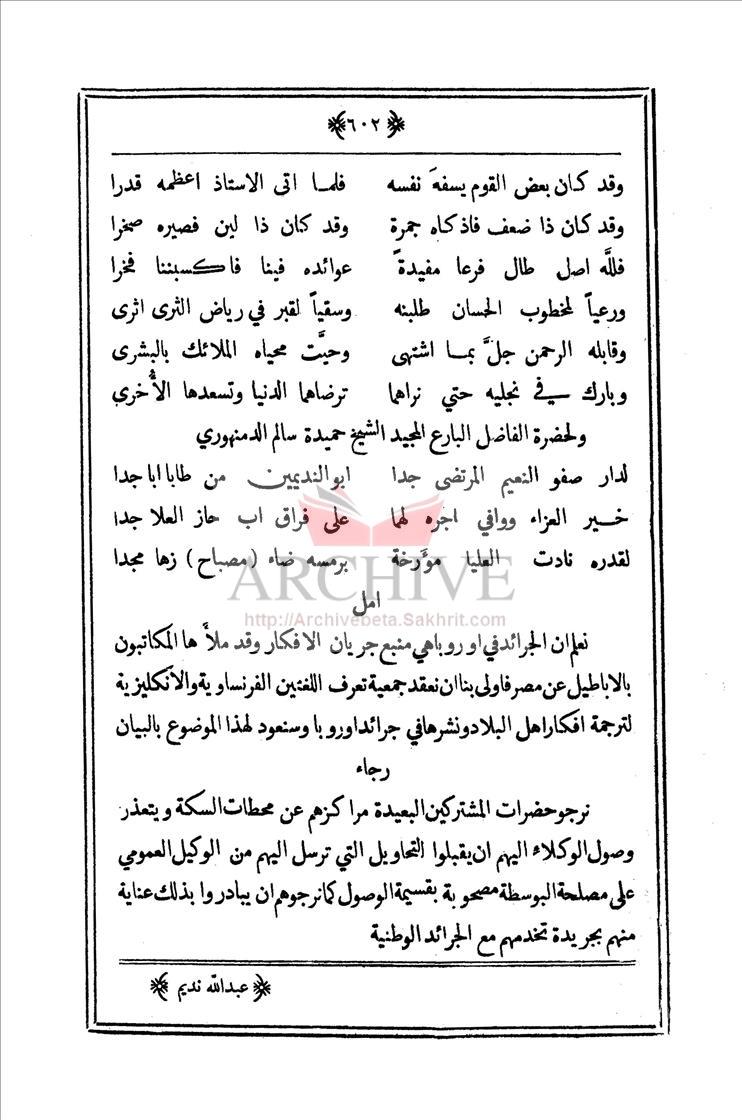 ٦٠٢
وقد كان بعض القوم يسفهَ نفسه فلما اتى الاستاذ اعظمه قدرا
وقد كان ذا ضعف فاذكاه جمرة وقد كان ذا لين فصيره صخرا
فللَّه اصل طال فرعا مفيدةً عوائده فينا فاكسبننا فخرا
ورعياً لمخطوب الحسان طلبنه وسقياً لقبر في رياض الثرى اثرى
وقابله الرحمن جلَّ بما اشتهى وحيَّت محياه الملائك بالبشرى
وبارك في نجليه حتي نراهما ترضاهما الدنيا وتسعدها الأُخرى
ولحضرة الفاضل البارع المجيد الشيخ حميدة سالم الدمنهوري
لدار صفو النعيم المرتضى جدا ابو النديمين من طابا ابا جدا
خير العزاء ووافي اجره لهما على فراق اب حاز العلا جدا
لقدره نادت العليا موَّرخة برمسه ضاء (مصباح) زها مجدا
ARCHIVE
http://Archivebeta.Sakhrit.com
امل
نعلم ان الجرائد في اوروبا هي منبع جريان الافكار وقد ملأَها المكاتبون
بالاباطيل عن مصر فاولى بنا ان نعقد جمعية تعرف اللغتين الفرنساوية والانكليزية
لترجمة افكار اهل البلاد ونشرها في جرائد اوروبا وسنعود لهذا الموضوع بالبيان
رجاء
نرجو حضرات المشتركين البعيدة مراكزهم عن محطات السكة ويتعذر
وصول الوكلاء اليهم ان يقبلوا التحاويل التي ترسل اليهم من الوكيل العمومي
على مصلحة البوسطة مصحوبة بقسيمة الوصول كما نرجوهم ان يبادروا بذلك عناية
منهم بجريدة تخدمهم مع الجرائد الوطنية
عبدالله نديم